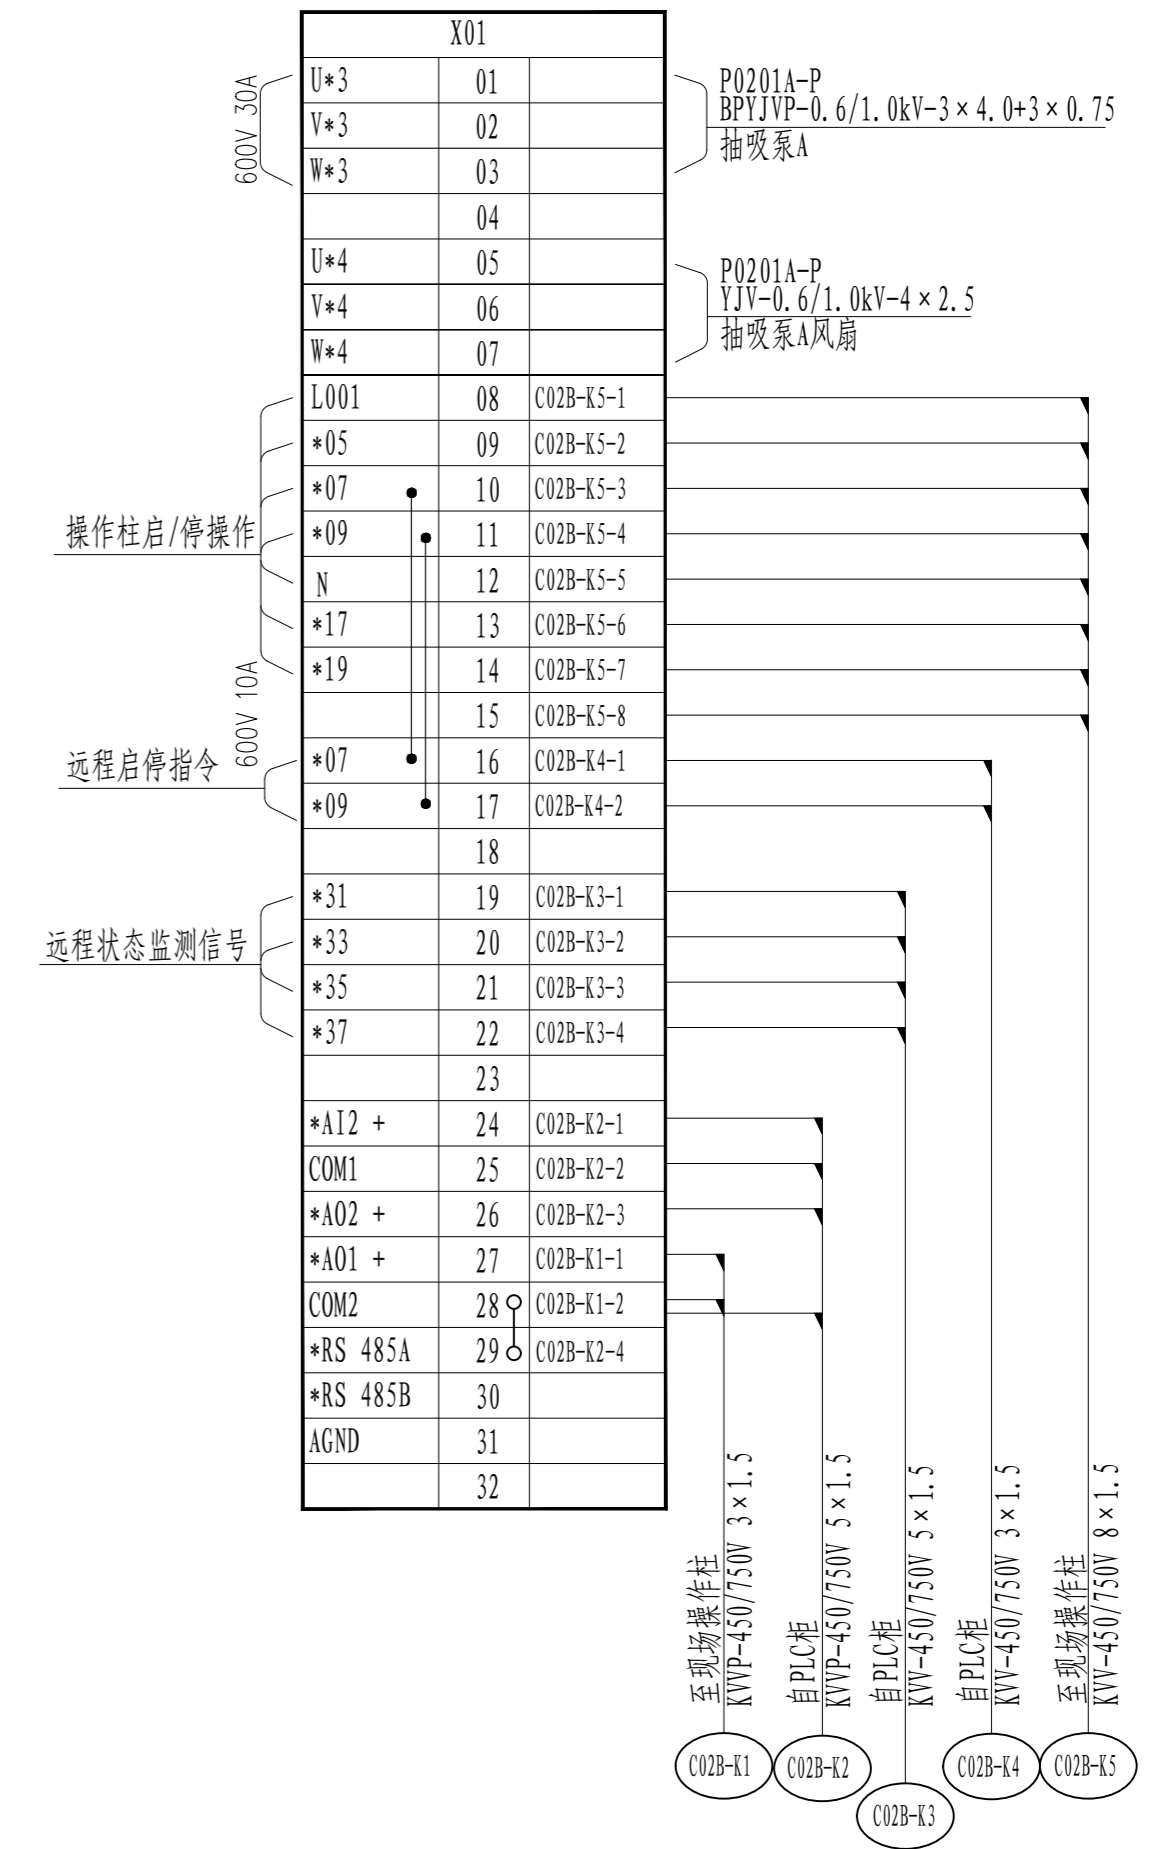 X01
U*3 01
V*3 02
W*3 03
04
U*4 05
V*4 06
W*4 07
L001 08 C02B-K5-1
*05 09 C02B-K5-2
*07 10 C02B-K5-3
*09 11 C02B-K5-4
N 12 C02B-K5-5
*17 13 C02B-K5-6
*19 14 C02B-K5-7
15 C02B-K5-8
*07 16 C02B-K4-1
*09 17 C02B-K4-2
18
*31 19 C02B-K3-1
*33 20 C02B-K3-2
*35 21 C02B-K3-3
*37 22 C02B-K3-4
23
*AI2 + 24 C02B-K2-1
COM1 25 C02B-K2-2
*AO2 + 26 C02B-K2-3
*AO1 + 27 C02B-K1-1
COM2 28 C02B-K1-2
*RS 485A 29 C02B-K2-4
*RS 485B 30
AGND 31
32
600V 30A
操作柱启/停操作
600V 10A
远程启停指令
远程状态监测信号
P0201A-P
BPYJVP-0.6/1.0kV-3×4.0+3×0.75
抽吸泵A
P0201A-P
YJV-0.6/1.0kV-4×2.5
抽吸泵A风扇
至现场操作柱
KVVP-450/750V 3×1.5
自PLC柜
KVVP-450/750V 5×1.5
自PLC柜
KVV-450/750V 5×1.5
自PLC柜
KVV-450/750V 3×1.5
至现场操作柱
KVV-450/750V 8×1.5
C02B-K1
C02B-K2
C02B-K3
C02B-K4
C02B-K5